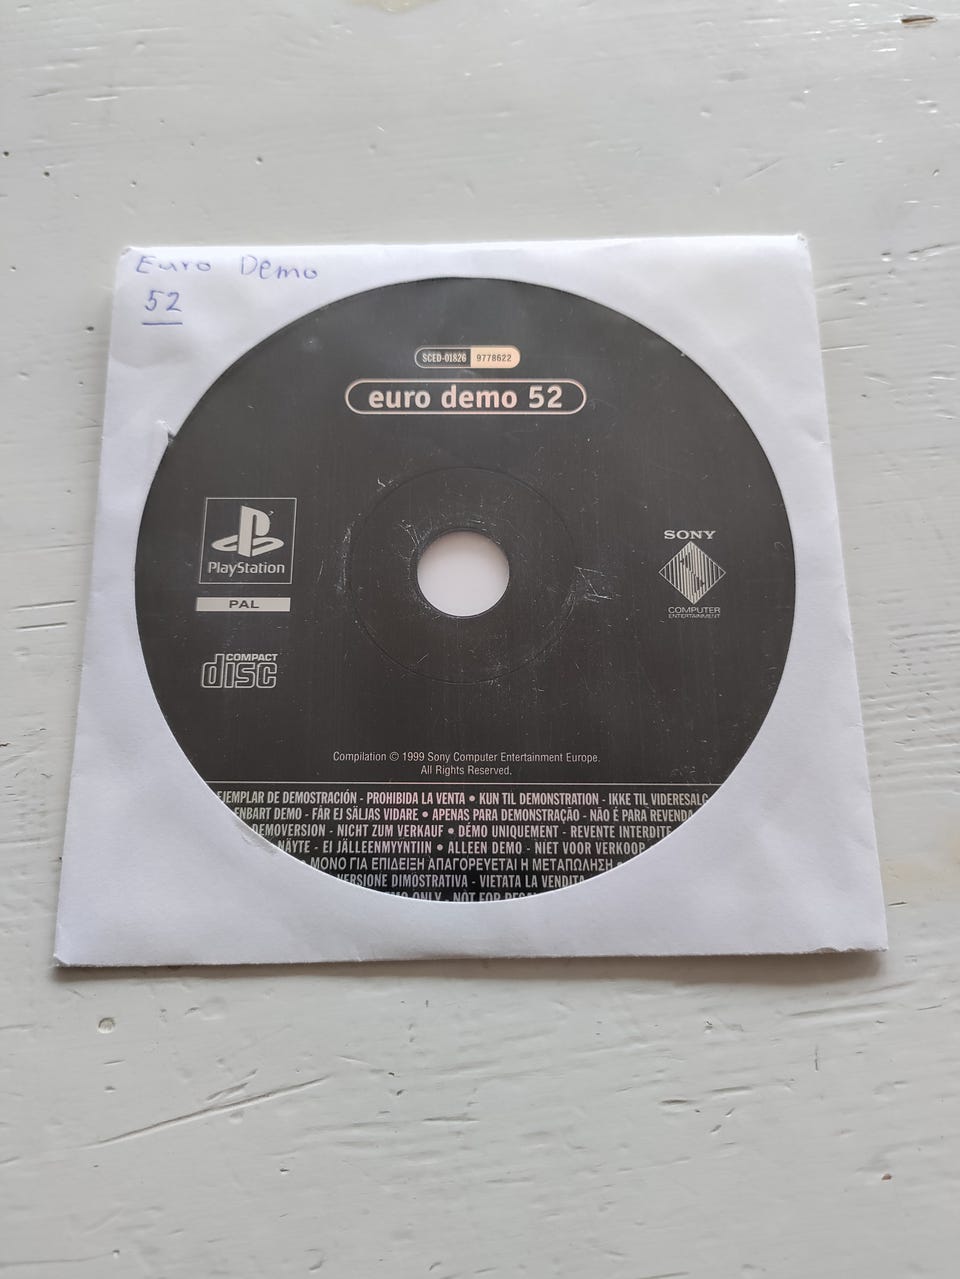 Euro Demo
52
SCED-01826 9778622
euro demo 52
PlayStation
PAL
SONY
COMPUTER
ENTERTAINMENT
COMPACT
disc
Compilation © 1999 Sony Computer Entertainment Europe.
All Rights Reserved.
EJEMPLAR DE DEMOSTRACIÓN - PROHIBIDA LA VENTA • KUN TIL DEMONSTRATION - IKKE TIL VIDERESALG
ENBART DEMO - FÅR EJ SÄLJAS VIDARE • APENAS PARA DEMONSTRAÇÃO - NÃO É PARA REVENDA
DEMOVERSION - NICHT ZUM VERKAUF • DÉMO UNIQUEMENT - REVENTE INTERDITE
NÄYTE - EI JÄLLEENMYYNTIIN • ALLEEN DEMO - NIET VOOR VERKOOP
• ΜΟΝΟ ΓΙΑ ΕΠΙΔΕΙΞΗ ΑΠΑΓΟΡΕΥΕΤΑΙ Η ΜΕΤΑΠΩΛΗΣΗ •
VERSIONE DIMOSTRATIVA - VIETATA LA VENDITA
ONLY - NOT FOR